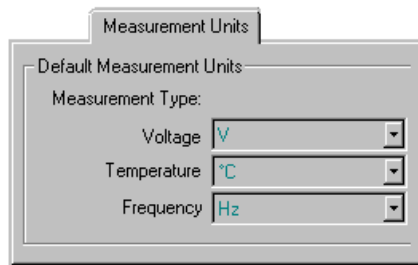 Measurement Units
Default Measurement Units
Measurement Type:
Voltage V
Temperature °C
Frequency Hz